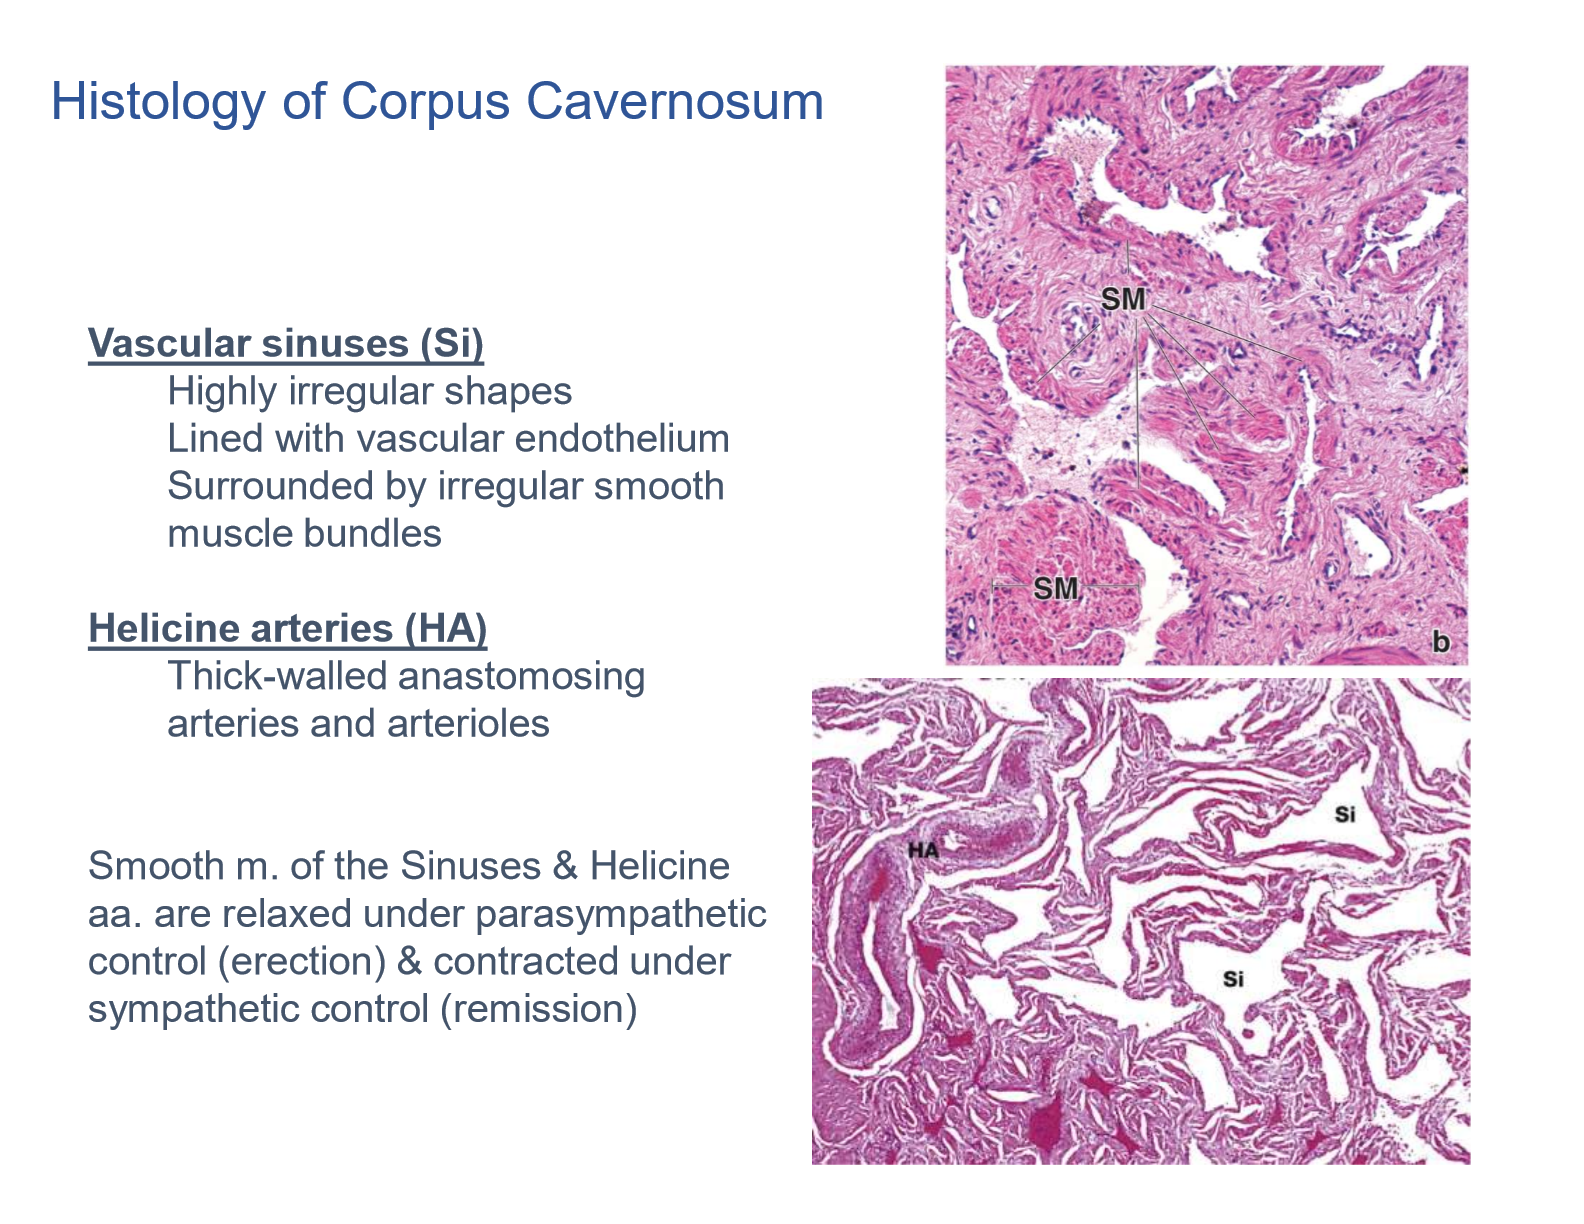 Histology of Corpus Cavernosum
Vascular sinuses (Si)
Highly irregular shapes
Lined with vascular endothelium
Surrounded by irregular smooth
muscle bundles
Helicine arteries (HA)
Thick-walled anastomosing
arteries and arterioles
Smooth m. of the Sinuses & Helicine
aa. are relaxed under parasympathetic
control (erection) & contracted under
sympathetic control (remission)
SM
SM
b
Si
HA
Si